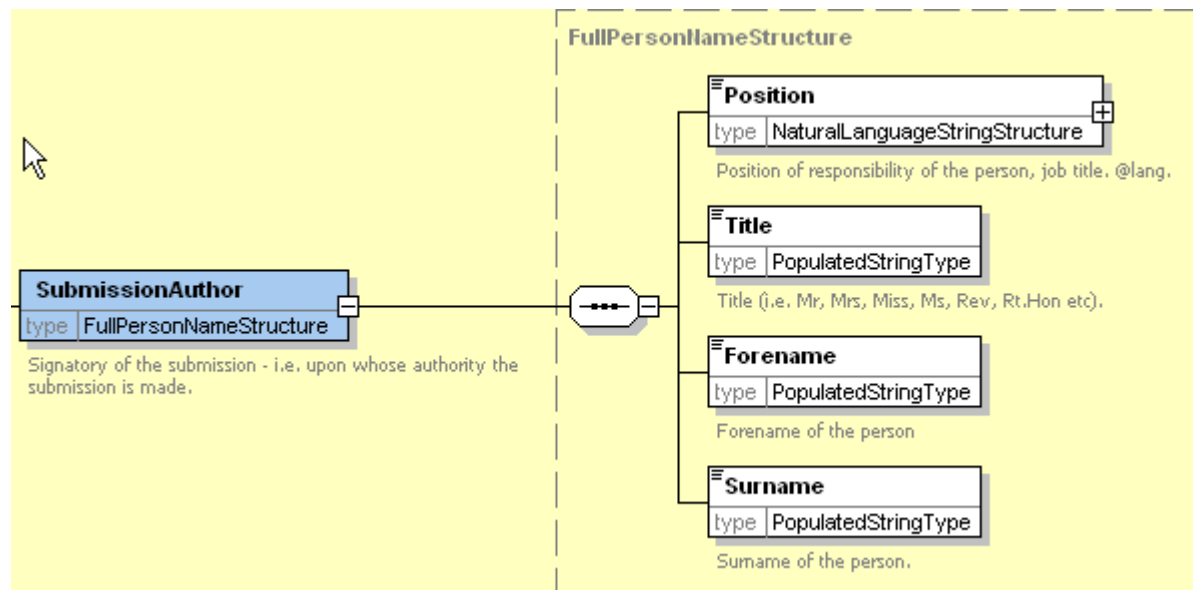 FullPersonNameStructure
Position
type NaturalLanguageStringStructure
Position of responsibility of the person, job title. @lang.
Title
type PopulatedStringType
Title (i.e. Mr, Mrs, Miss, Ms, Rev, Rt.Hon etc).
SubmissionAuthor
type FullPersonNameStructure
Signatory of the submission - i.e. upon whose authority the
submission is made.
Forename
type PopulatedStringType
Forename of the person
Surname
type PopulatedStringType
Surname of the person.